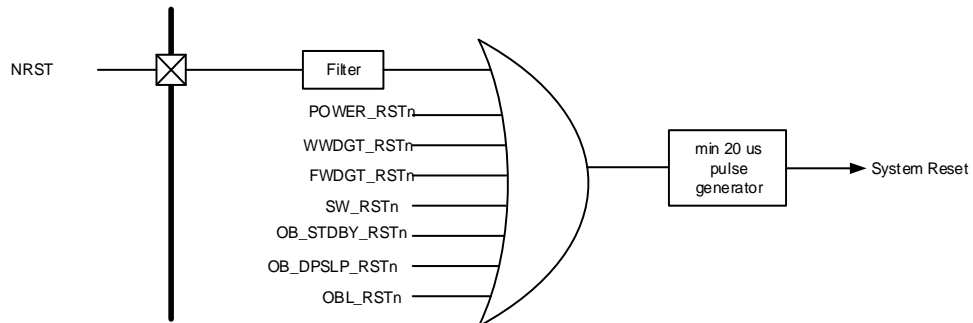 NRST
Filter
POWER_RSTn
WWDGT_RSTn
FWDGT_RSTn
SW_RSTn
OB_STDBY_RSTn
OB_DPSLP_RSTn
OBL_RSTn
min 20 us
pulse
generator
System Reset